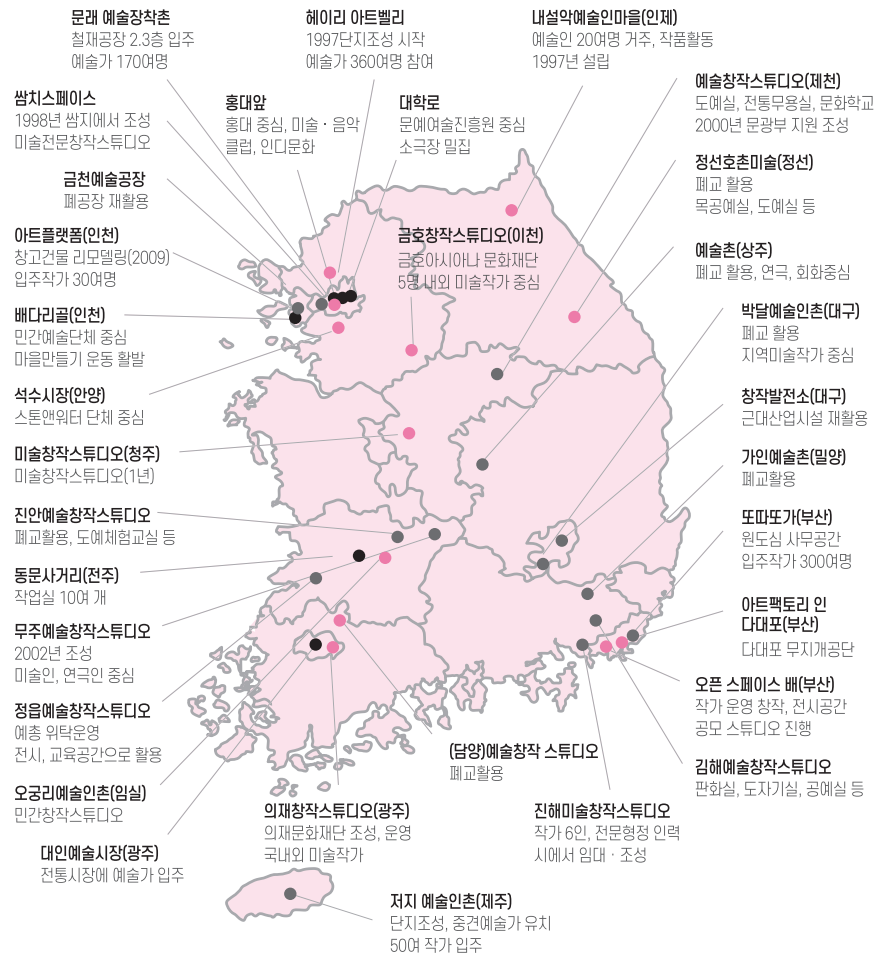 문래 예술장착촌
철재공장 2.3층 입주
예술가 170여명
헤이리 아트벨리
1997단지조성 시작
예술가 360여명 참여
내설악예술인마을(인제)
예술인 20여명 거주, 작품활동
1997년 설립
쌈치스페이스
1998년 쌈지에서 조성
미술전문창작스튜디오
홍대앞
홍대 중심, 미술 · 음악
클럽, 인디문화
대학로
문예여술진흥원 중심
소극장 밀집
예술창작스튜디오(제천)
도예실, 전통무용실, 문화학교
2000년 문광부 지원 조성
금천예술공장
폐공장 재활용
정선호촌미술(정선)
폐교 활용
목공예실, 도예실 등
아트플랫폼(인천)
창고건물 리모델링(2009)
입주작가 30여명
금호창작스튜디오(이천)
금호아시아나 문화재단
5명 내외 미술작가 중심
예술촌(상주)
폐교 활용, 연극, 회화중심
배다리골(인천)
민간예술단체 중심
마을만들기 운동 활발
박달예술인촌(대구)
폐교 활용
지역미술작가 중심
석수시장(안양)
스톤앤워터 단체 중심
창작발전소(대구)
근대산업시설 재활용
미술창작스튜디오(청주)
미술창작스튜디오(1년)
가인예술촌(밀양)
폐교활용
진안예술창작스튜디오
폐교활용, 도예체험교실 등
또따또가(부산)
원도심 사무공간
입주작가 300여명
동문사거리(전주)
작업실 10여 개
아트팩토리 인
다대포(부산)
다대포 무지개공단
무주예술창작스튜디오
2002년 조성
미술인, 연극인 중심
오픈 스페이스 배(부산)
작가 운영 창작, 전시공간
공모 스튜디오 진행
정읍예술창작스튜디오
예총 위탁운영
전시, 교육공간으로 활용
(담양)예술창작 스튜디오
폐교활용
김해예술창작스튜디오
판화실, 도자기실, 공예실 등
오궁리예술인촌(임실)
민간창작스튜디오
의재창작스튜디오(광주)
의재문화재단 조성, 운영
국내외 미술작가
진해미술창작스튜디오
작가 6인, 전문형정 인력
시에서 임대 · 조성
대인예술시장(광주)
전통시장에 예술가 입주
저지 예술인촌(제주)
단지조성, 중견예술가 유치
50여 작가 입주